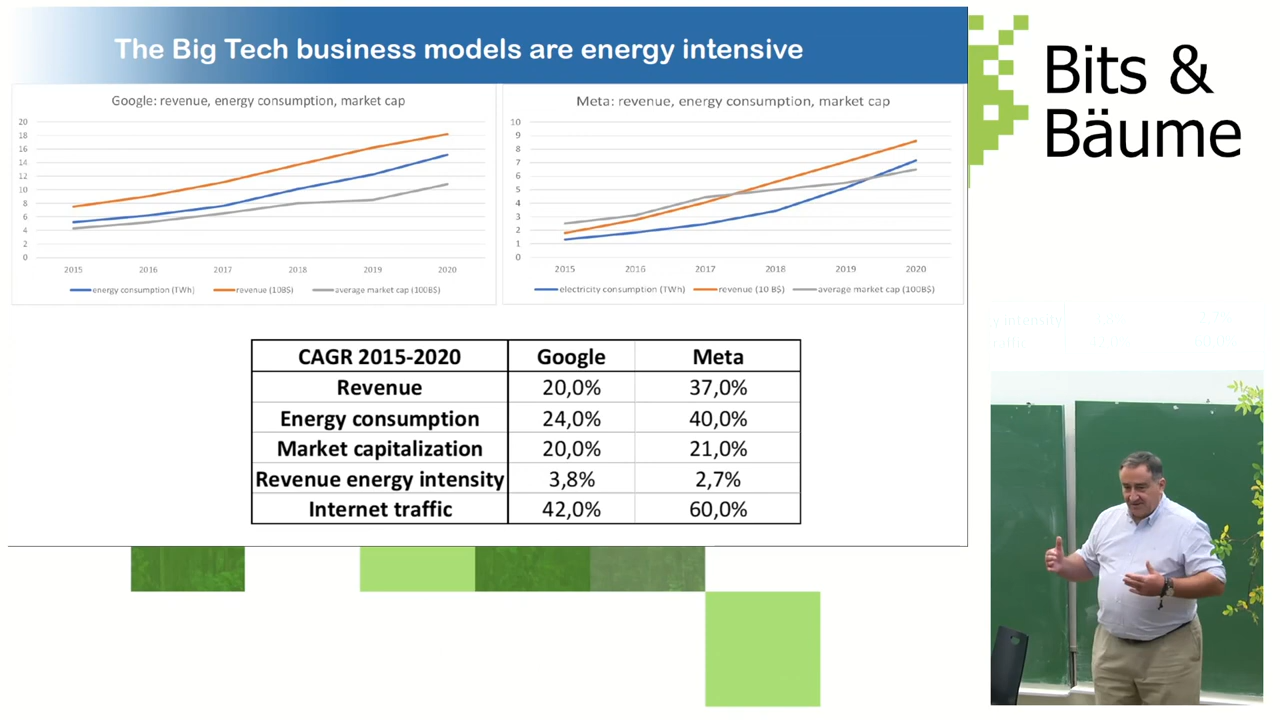 The Big Tech business models are energy intensive
Bits &
Bäume
Google: revenue, energy consumption, market cap
20
18
16
14
12
10
8
6
4
2
0
2015 2016 2017 2018 2019 2020
energy consumption (TWh) revenue (10B$) average market cap (100B$)
Meta: revenue, energy consumption, market cap
10
9
8
7
6
5
4
3
2
1
0
2015 2016 2017 2018 2019 2020
electricity consumption (TWh) revenue (10 B$) average market cap (100B$)
CAGR 2015-2020 Google Meta
Revenue 20,0% 37,0%
Energy consumption 24,0% 40,0%
Market capitalization 20,0% 21,0%
Revenue energy intensity 3,8% 2,7%
Internet traffic 42,0% 60,0%